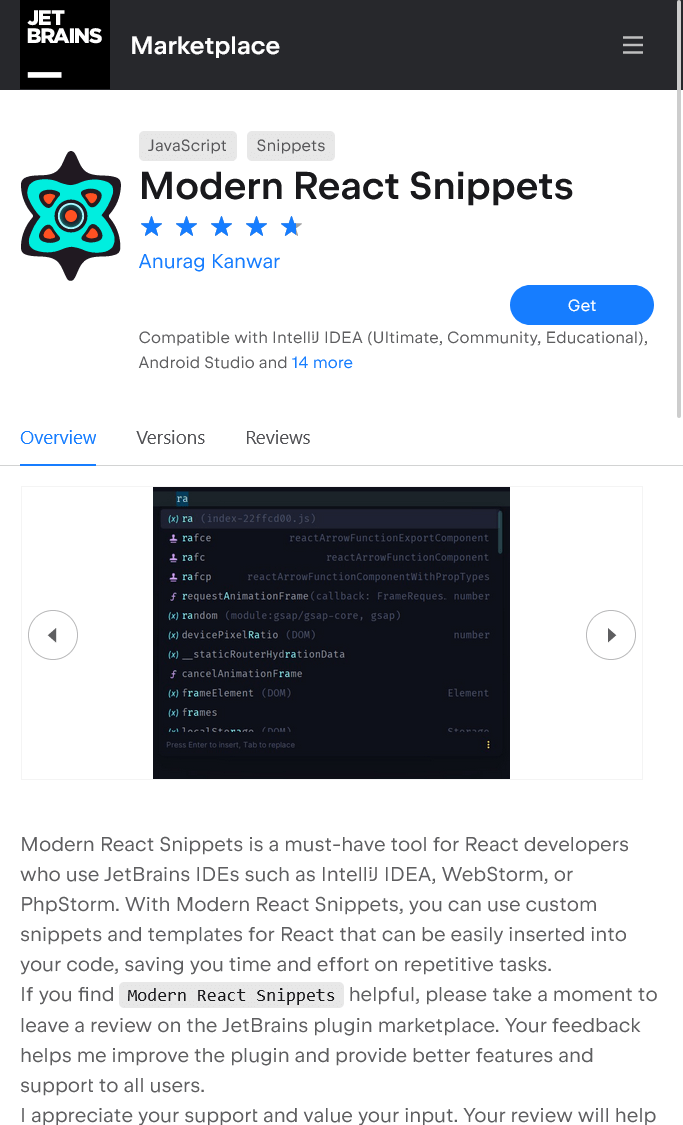 JET
BRAINS
Marketplace
JavaScript Snippets
Modern React Snippets
Anurag Kanwar
Get
Compatible with IntelliJ IDEA (Ultimate, Community, Educational),
Android Studio and 14 more
Overview Versions Reviews
ra
(x) ra (index-22ffcd00.js)
rafce reactArrowFunctionExportComponent
rafc reactArrowFunctionComponent
rafcp reactArrowFunctionComponentWithPropTypes
f requestAnimationFrame(callback: FrameReques… number
(x) random (module:gsap/gsap-core, gsap)
(x) devicePixelRatio (DOM) number
(x) __staticRouterHydrationData
f cancelAnimationFrame
(x) frameElement (DOM) Element
(x) frames
(x) localStorage (DOM) Storage
Press Enter to insert, Tab to replace
Modern React Snippets is a must-have tool for React developers
who use JetBrains IDEs such as IntelliJ IDEA, WebStorm, or
PhpStorm. With Modern React Snippets, you can use custom
snippets and templates for React that can be easily inserted into
your code, saving you time and effort on repetitive tasks.
If you find Modern React Snippets helpful, please take a moment to
leave a review on the JetBrains plugin marketplace. Your feedback
helps me improve the plugin and provide better features and
support to all users.
I appreciate your support and value your input. Your review will help